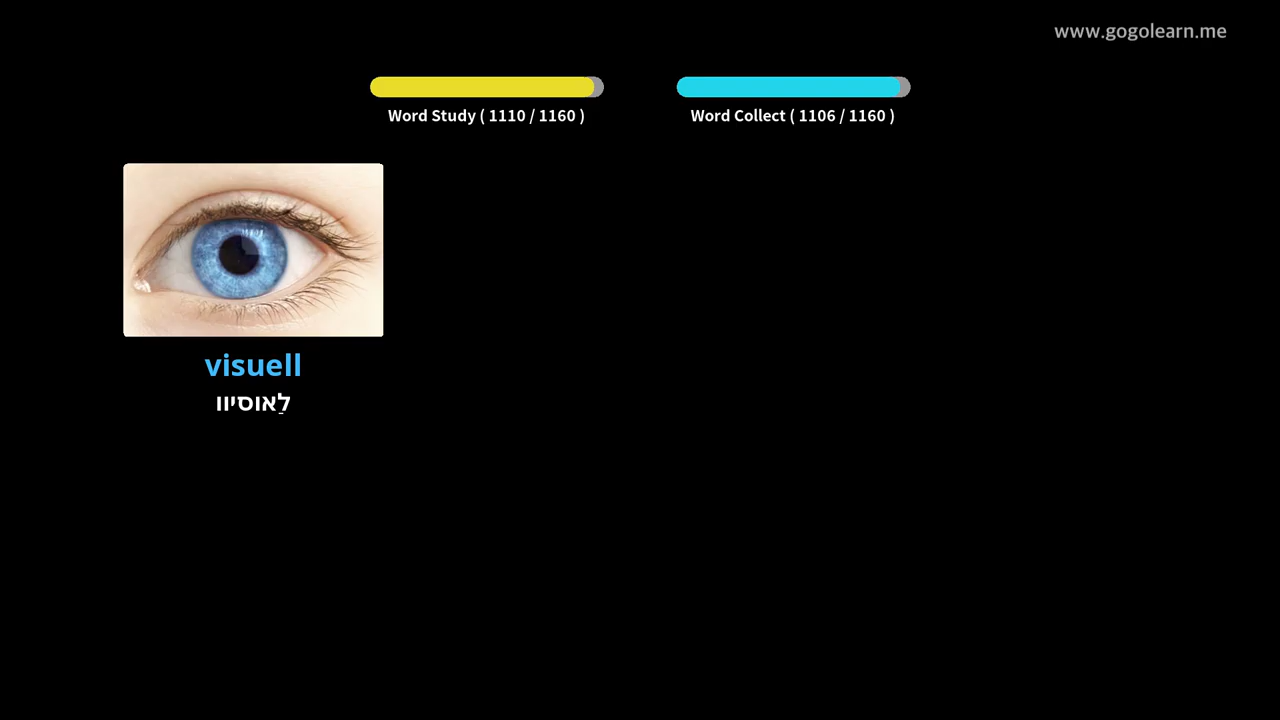 www.gogolearn.me
Word Study ( 1110 / 1160 )
Word Collect ( 1106 / 1160 )
visuell
לַאוסיוו